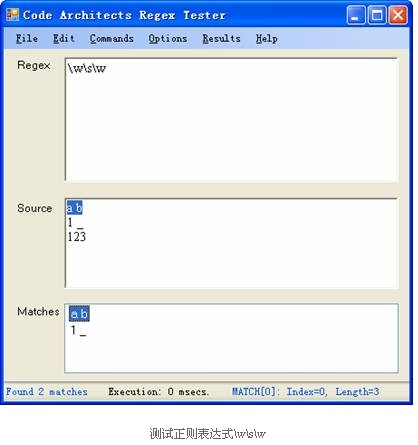 Code Architects Regex Tester
File Edit Commands Options Results Help
Regex
\w\s\w
Source
a b
1 _
123
Matches
a b
1 _
Found 2 matches Execution: 0 msecs. MATCH[0]: Index=0, Length=3
测试正则表达式\w\s\w